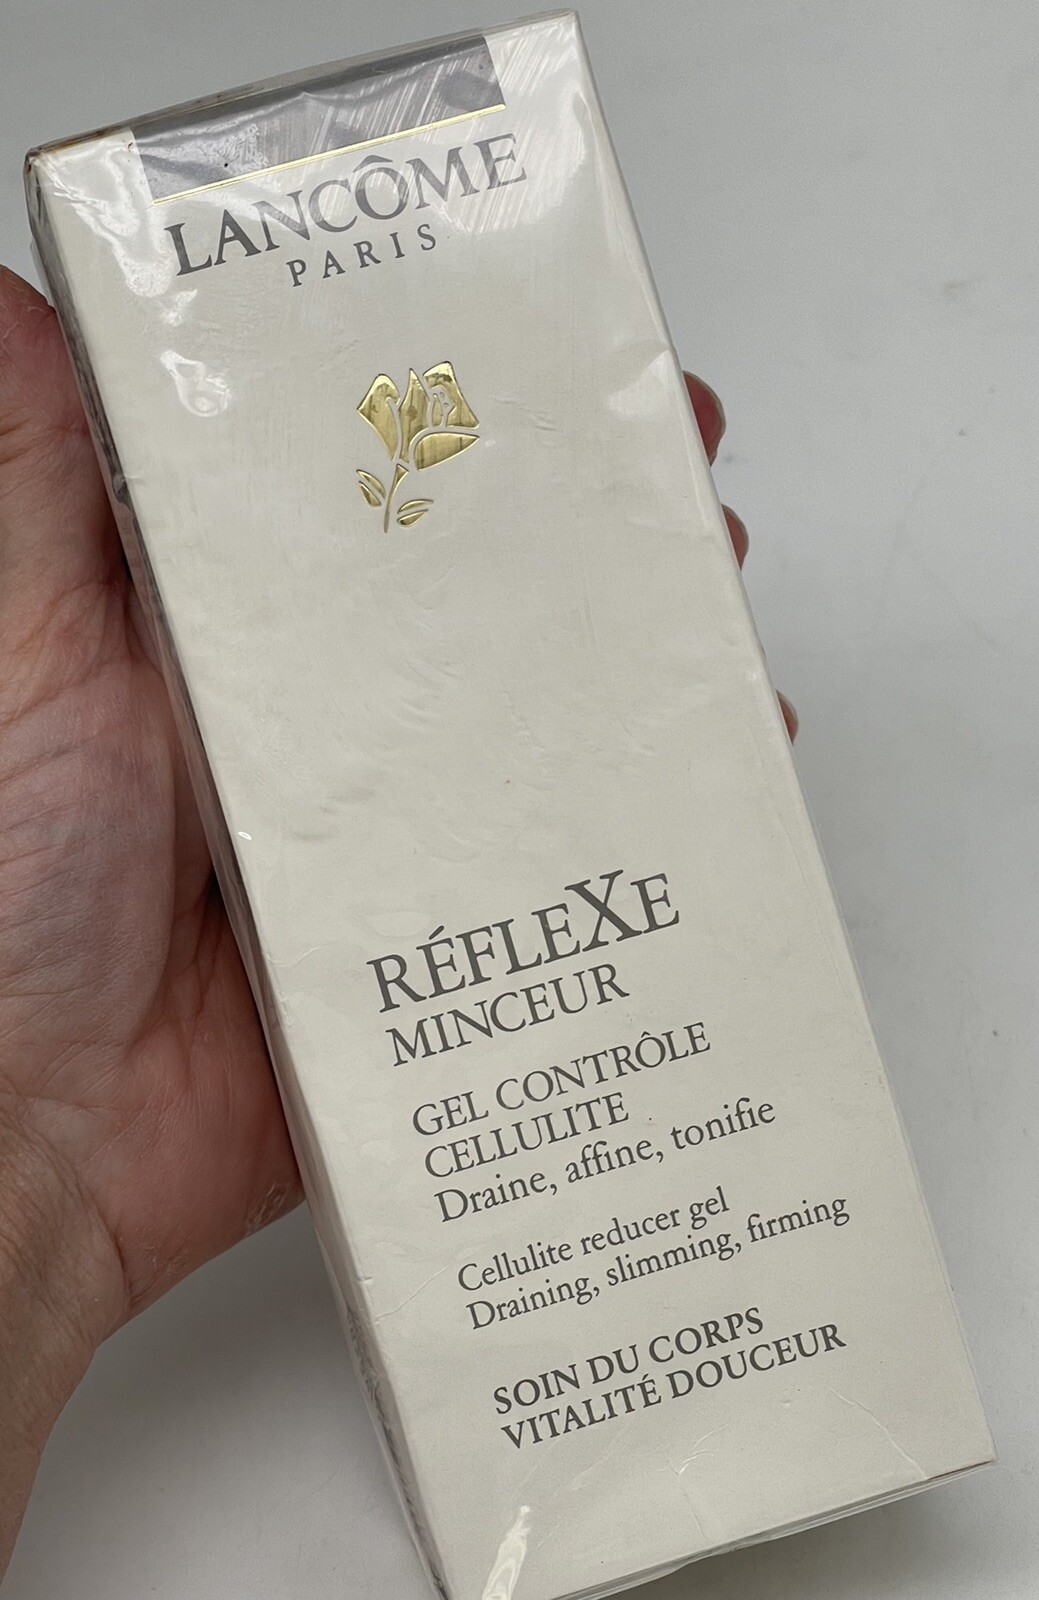 LANCÔME
PARIS
RÉFLEXE
MINCEUR
GEL CONTRÔLE
CELLULITE
Draine, affine, tonifie
Cellulite reducer gel
Draining, slimming, firming
SOIN DU CORPS
VITALITÉ DOUCEUR